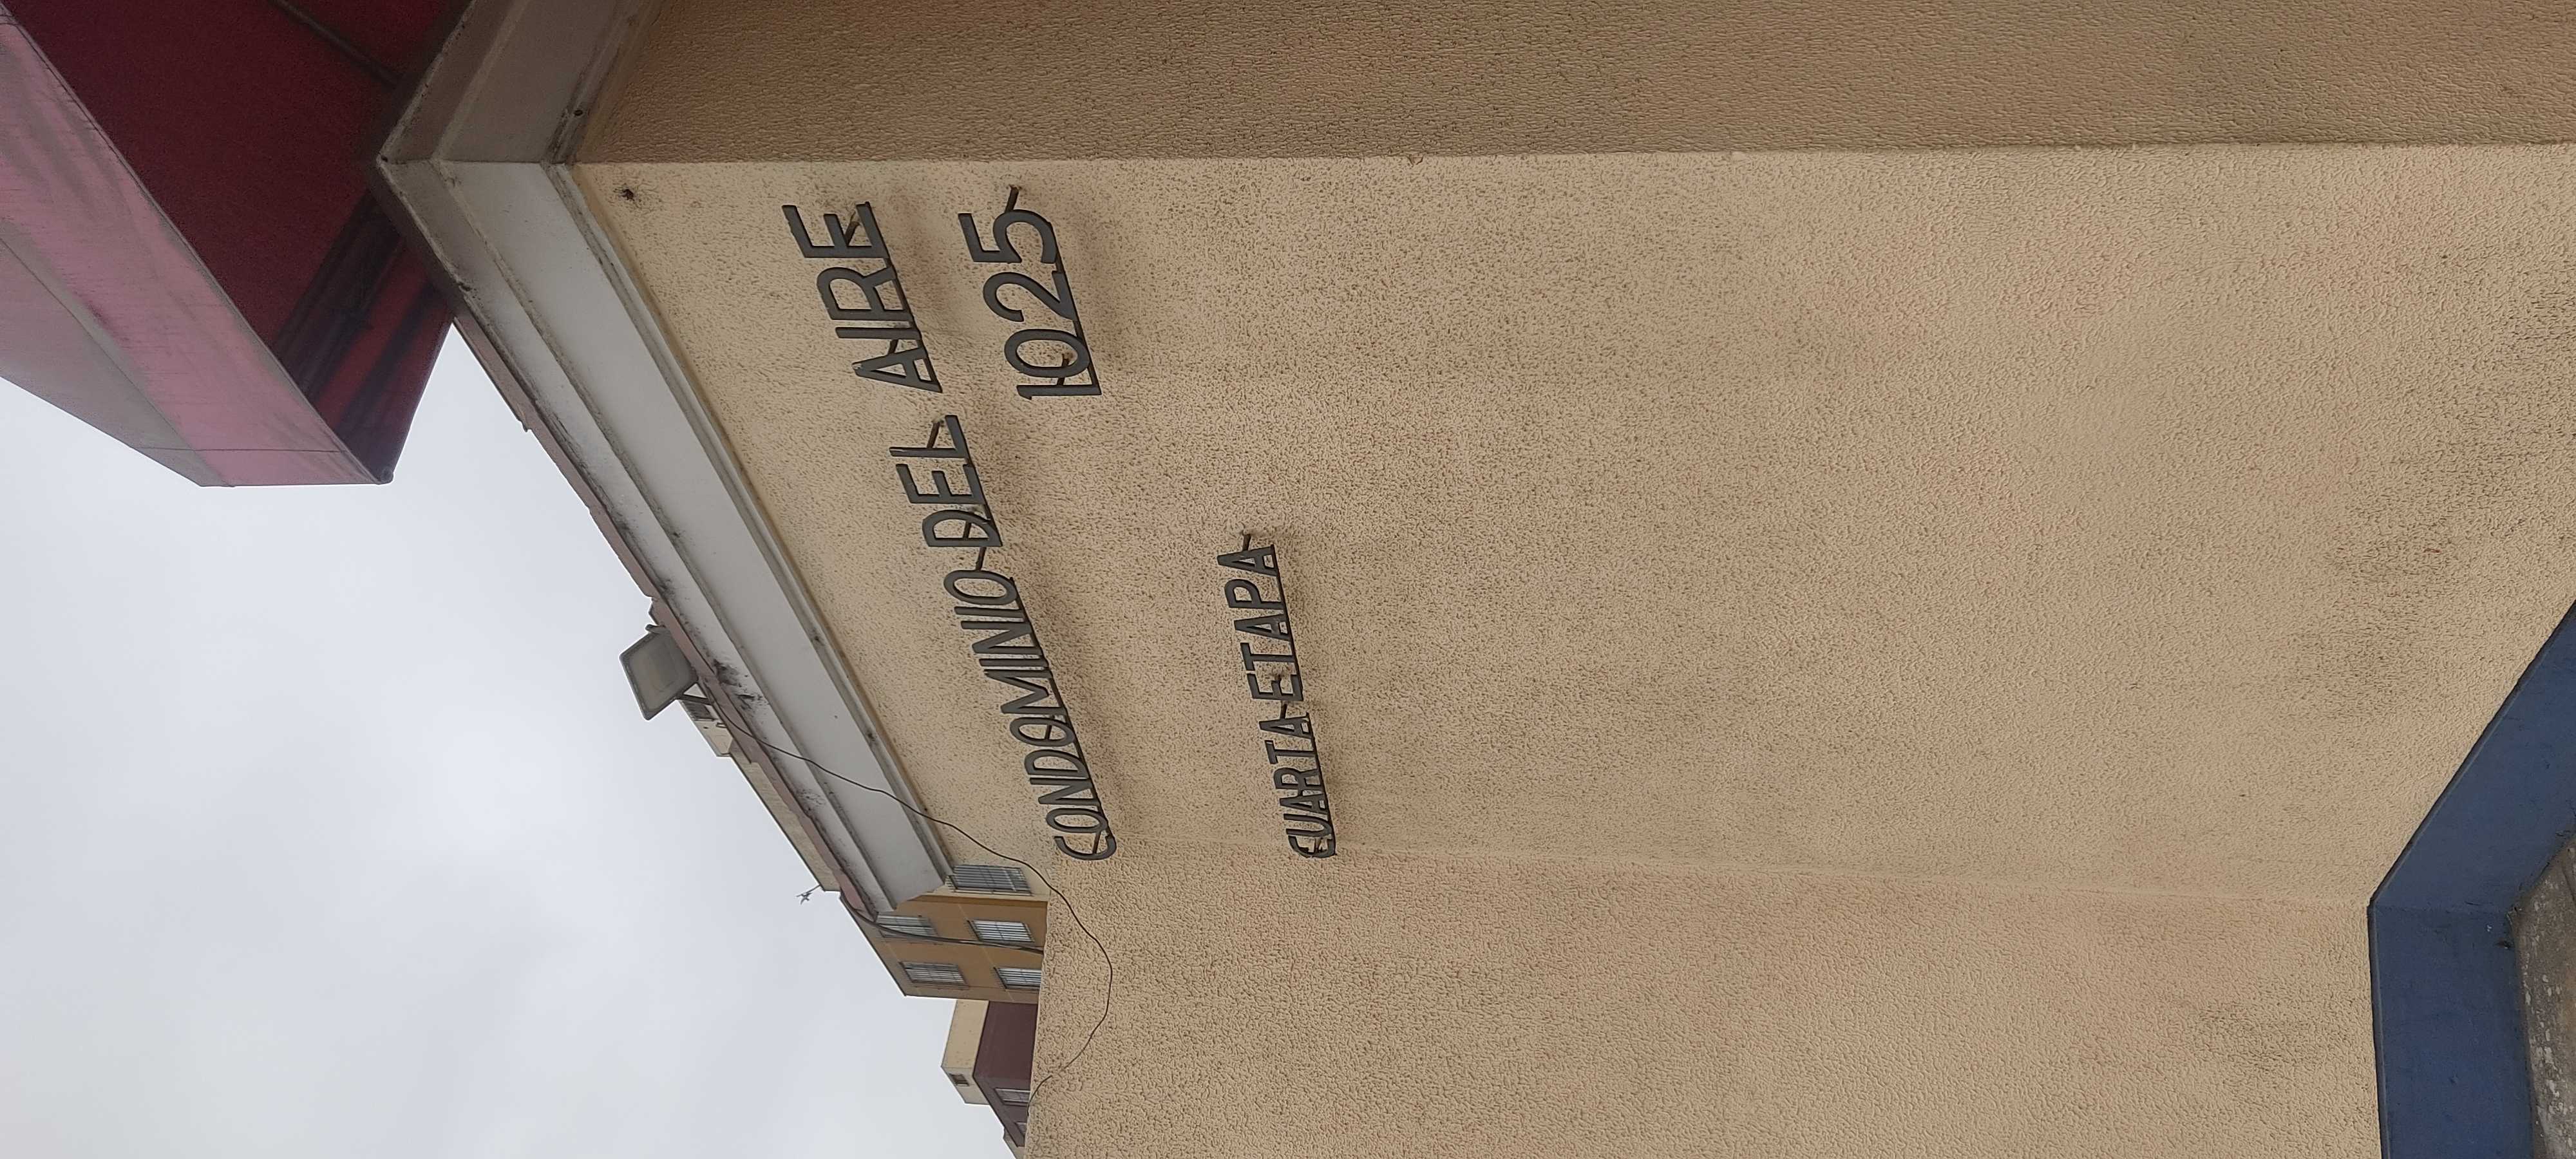 CONDOMINIO DEL AIRE
1025
CUARTA ETAPA